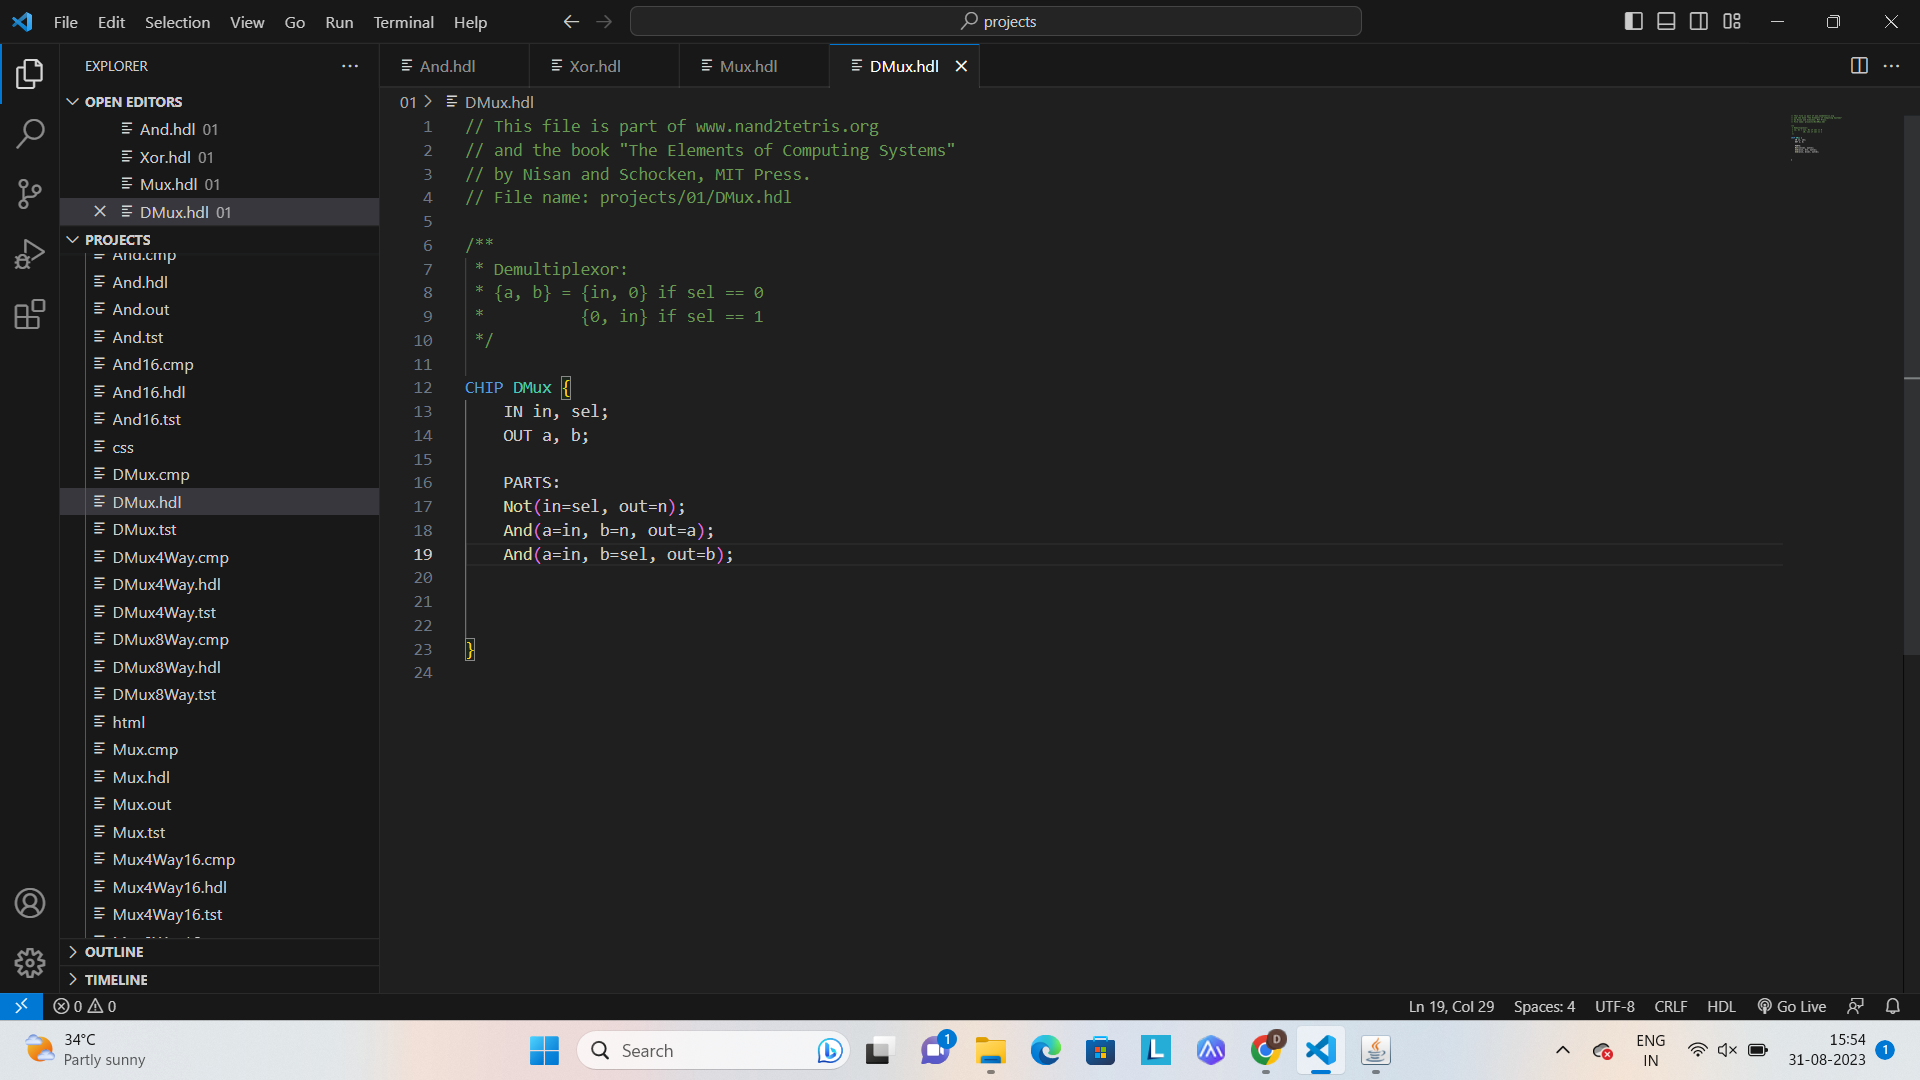 File Edit Selection View Go Run Terminal Help
projects
EXPLORER
OPEN EDITORS
And.hdl 01
Xor.hdl 01
Mux.hdl 01
DMux.hdl 01
PROJECTS
And.cmp
And.hdl
And.out
And.tst
And16.cmp
And16.hdl
And16.tst
css
DMux.cmp
DMux.hdl
DMux.tst
DMux4Way.cmp
DMux4Way.hdl
DMux4Way.tst
DMux8Way.cmp
DMux8Way.hdl
DMux8Way.tst
html
Mux.cmp
Mux.hdl
Mux.out
Mux.tst
Mux4Way16.cmp
Mux4Way16.hdl
Mux4Way16.tst
OUTLINE
TIMELINE
And.hdl Xor.hdl Mux.hdl DMux.hdl
01 > DMux.hdl
1 // This file is part of www.nand2tetris.org
2 // and the book "The Elements of Computing Systems"
3 // by Nisan and Schocken, MIT Press.
4 // File name: projects/01/DMux.hdl
5
6 /**
7 * Demultiplexor:
8 * {a, b} = {in, 0} if sel == 0
9 *          {0, in} if sel == 1
10 */
11
12 CHIP DMux {
13 IN in, sel;
14 OUT a, b;
15
16 PARTS:
17 Not(in=sel, out=n);
18 And(a=in, b=n, out=a);
19 And(a=in, b=sel, out=b);
20
21
22
23 }
24
0 0
Ln 19, Col 29 Spaces: 4 UTF-8 CRLF HDL Go Live
34°C
Partly sunny
Search
1
D
L
ENG
IN
15:54
31-08-2023
1